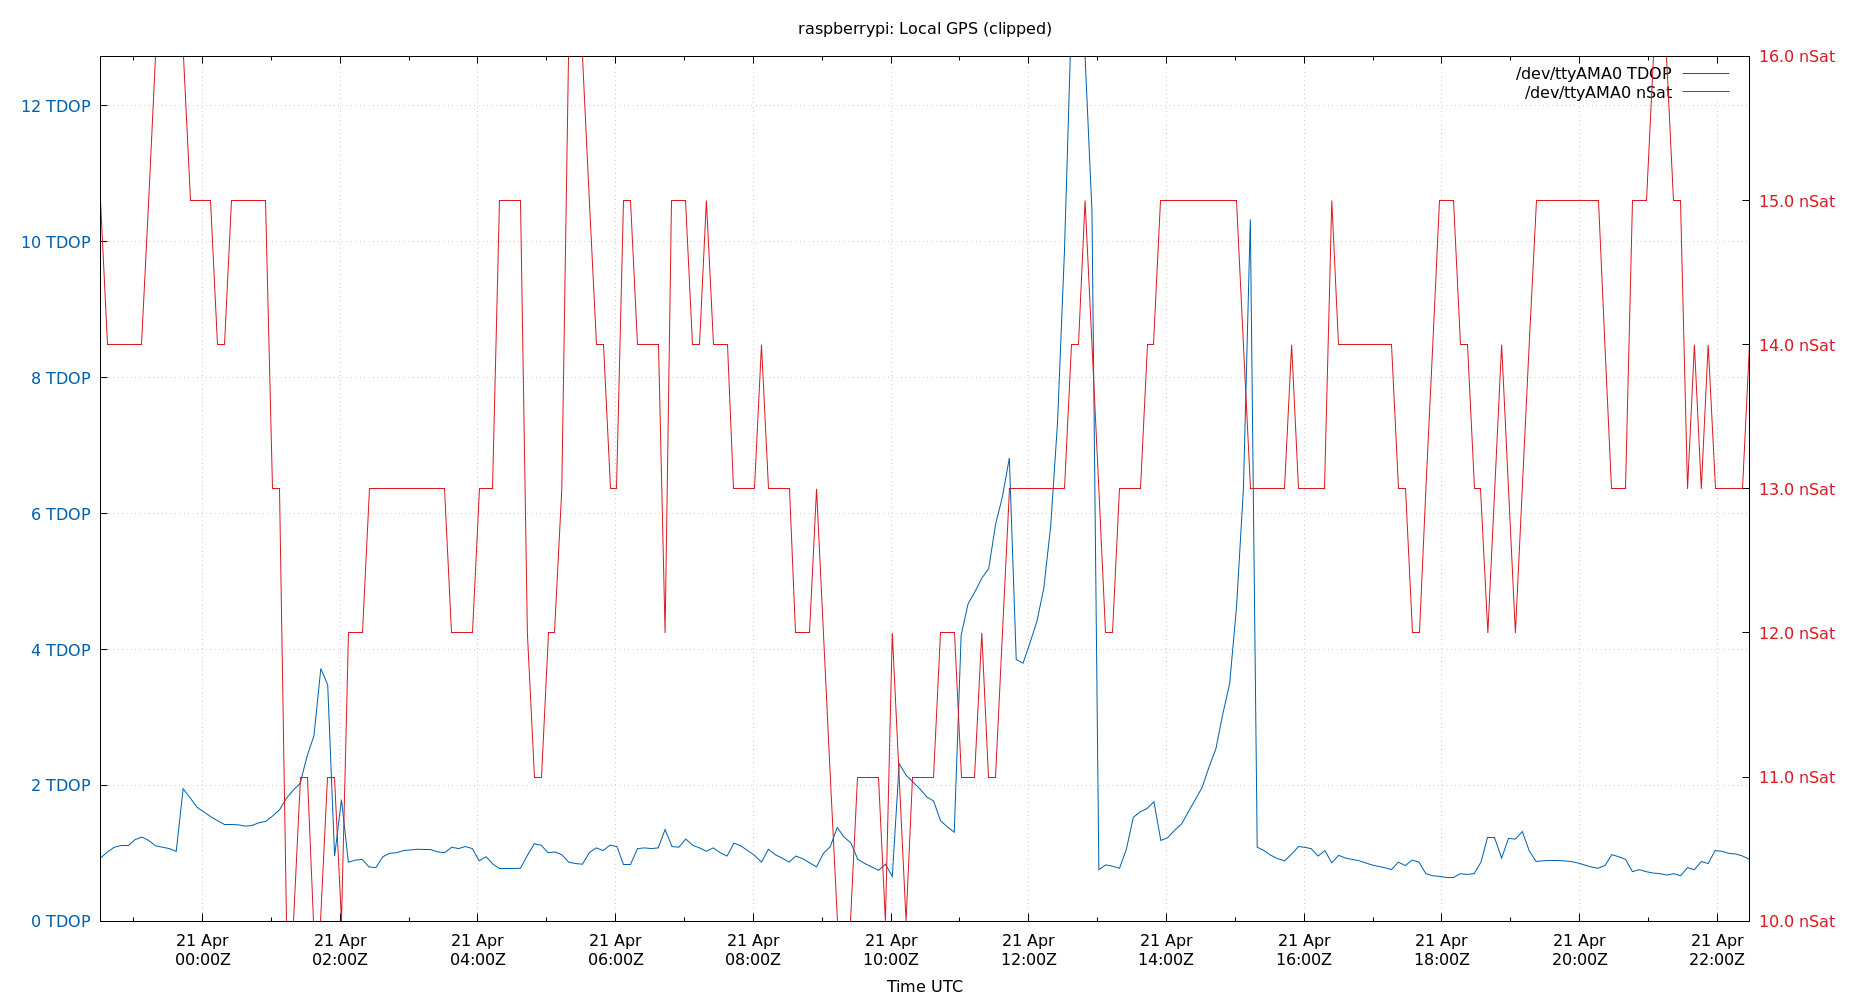 raspberrypi: Local GPS (clipped)
/dev/ttyAMA0 TDOP
/dev/ttyAMA0 nSat
12 TDOP
10 TDOP
8 TDOP
6 TDOP
4 TDOP
2 TDOP
0 TDOP
16.0 nSat
15.0 nSat
14.0 nSat
13.0 nSat
12.0 nSat
11.0 nSat
10.0 nSat
21 Apr
00:00Z
21 Apr
02:00Z
21 Apr
04:00Z
21 Apr
06:00Z
21 Apr
08:00Z
21 Apr
10:00Z
21 Apr
12:00Z
21 Apr
14:00Z
21 Apr
16:00Z
21 Apr
18:00Z
21 Apr
20:00Z
21 Apr
22:00Z
Time UTC